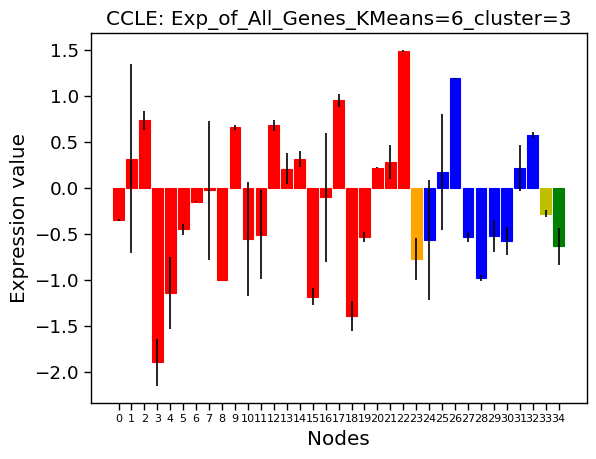 CCLE: Exp_of_All_Genes_KMeans=6_cluster=3
Expression value
1.5
1.0
0.5
0.0
−0.5
−1.0
−1.5
−2.0
0 1 2 3 4 5 6 7 8 9 10 11 12 13 14 15 16 17 18 19 20 21 22 23 24 25 26 27 28 29 30 31 32 33 34
Nodes